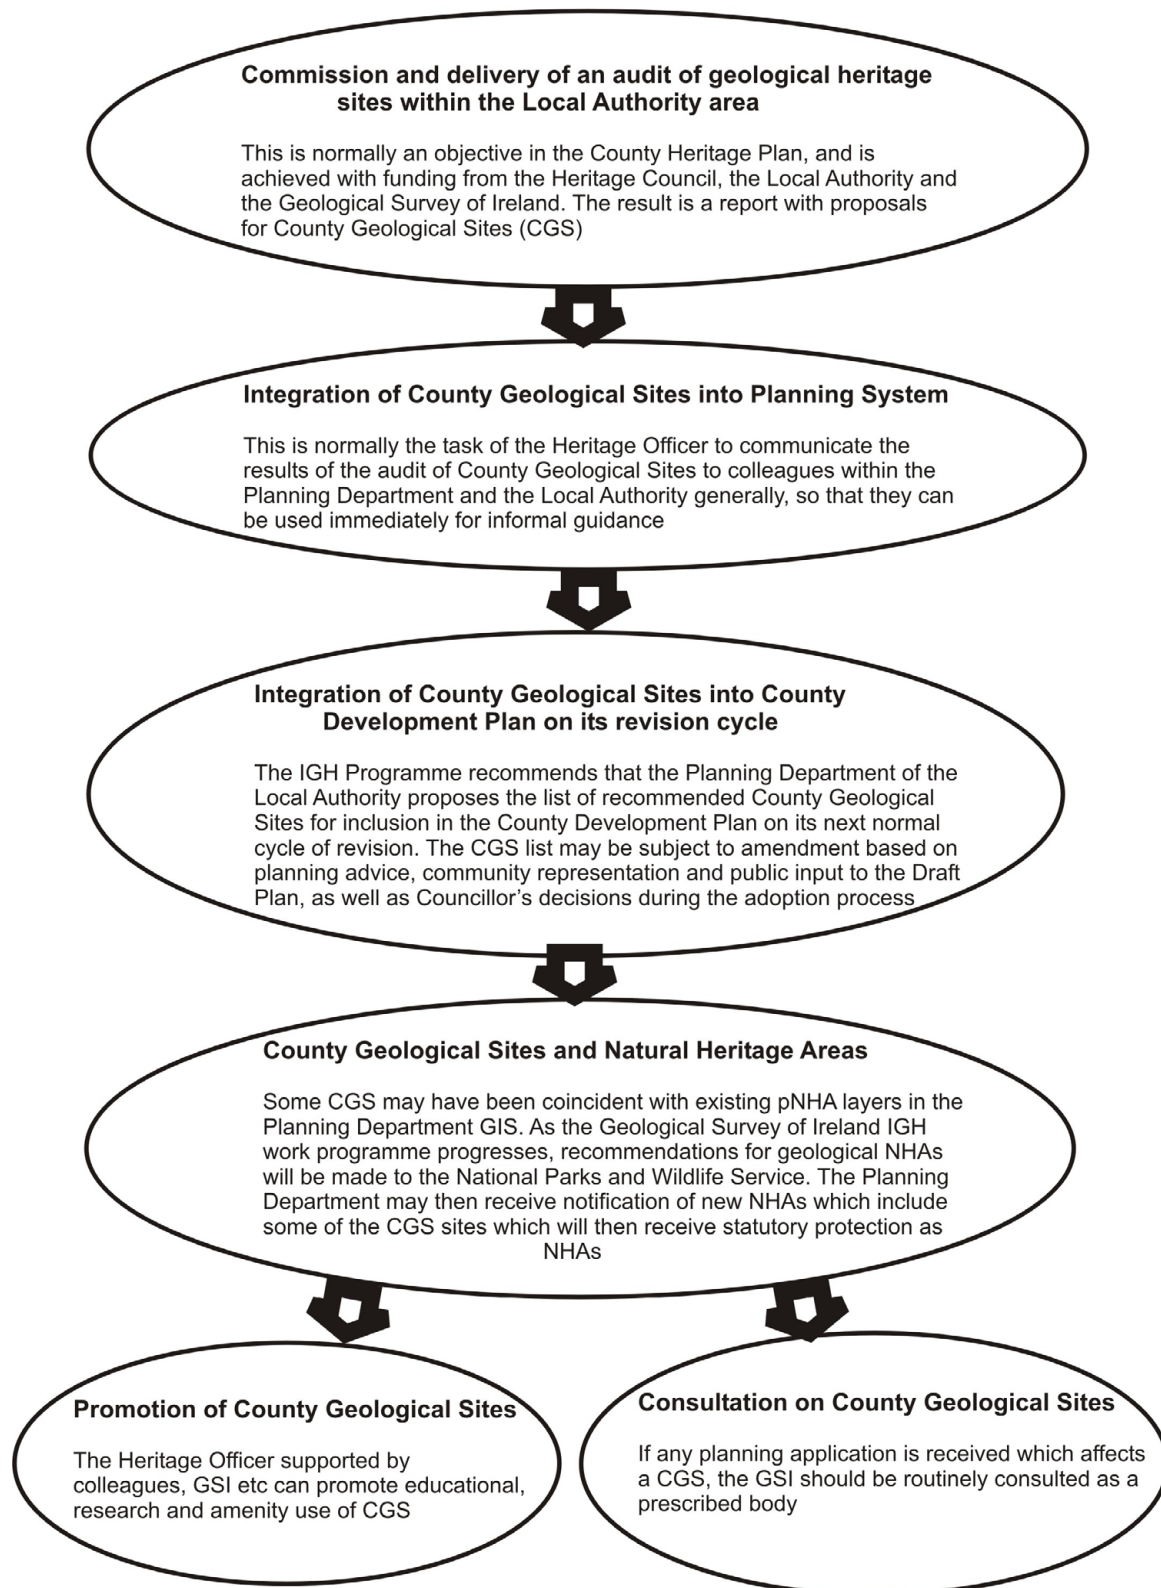 Commission and delivery of an audit of geological heritage
sites within the Local Authority area
This is normally an objective in the County Heritage Plan, and is
achieved with funding from the Heritage Council, the Local Authority and
the Geological Survey of Ireland. The result is a report with proposals
for County Geological Sites (CGS)
Integration of County Geological Sites into Planning System
This is normally the task of the Heritage Officer to communicate the
results of the audit of County Geological Sites to colleagues within the
Planning Department and the Local Authority generally, so that they can
be used immediately for informal guidance
Integration of County Geological Sites into County
Development Plan on its revision cycle
The IGH Programme recommends that the Planning Department of the
Local Authority proposes the list of recommended County Geological
Sites for inclusion in the County Development Plan on its next normal
cycle of revision. The CGS list may be subject to amendment based on
planning advice, community representation and public input to the Draft
Plan, as well as Councillor's decisions during the adoption process
County Geological Sites and Natural Heritage Areas
Some CGS may have been coincident with existing pNHA layers in the
Planning Department GIS. As the Geological Survey of Ireland IGH
work programme progresses, recommendations for geological NHAs
will be made to the National Parks and Wildlife Service. The Planning
Department may then receive notification of new NHAs which include
some of the CGS sites which will then receive statutory protection as
NHAs
Promotion of County Geological Sites
The Heritage Officer supported by
colleagues, GSI etc can promote educational,
research and amenity use of CGS
Consultation on County Geological Sites
If any planning application is received which affects
a CGS, the GSI should be routinely consulted as a
prescribed body